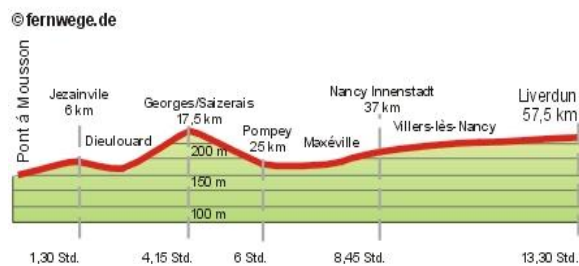 ©fernwege.de
Pont á Mousson
Jezainville
6 km
Dieulouard
Georges/Saizerais
17,5 km
Pompey
25 km
Maxéville
Nancy Innenstadt
37 km
Villers-lès-Nancy
Liverdun
57,5 km
200 m
150 m
100 m
1,30 Std.
4,15 Std.
6 Std.
8,45 Std.
13,30 Std.